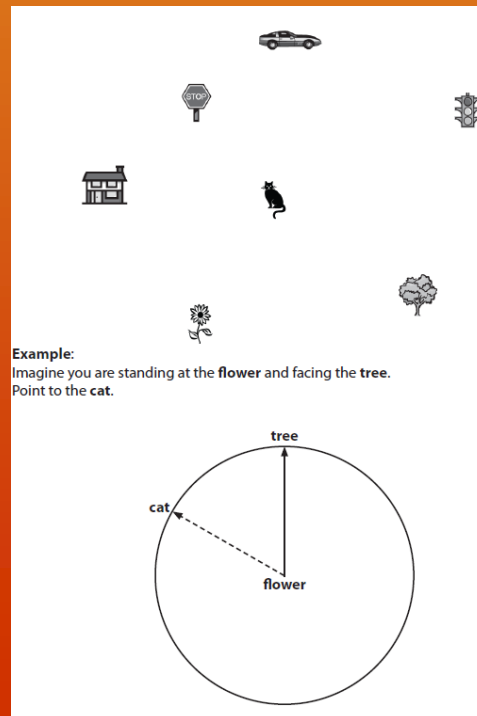 STOP
Example:
Imagine you are standing at the flower and facing the tree.
Point to the cat.
tree
cat
flower